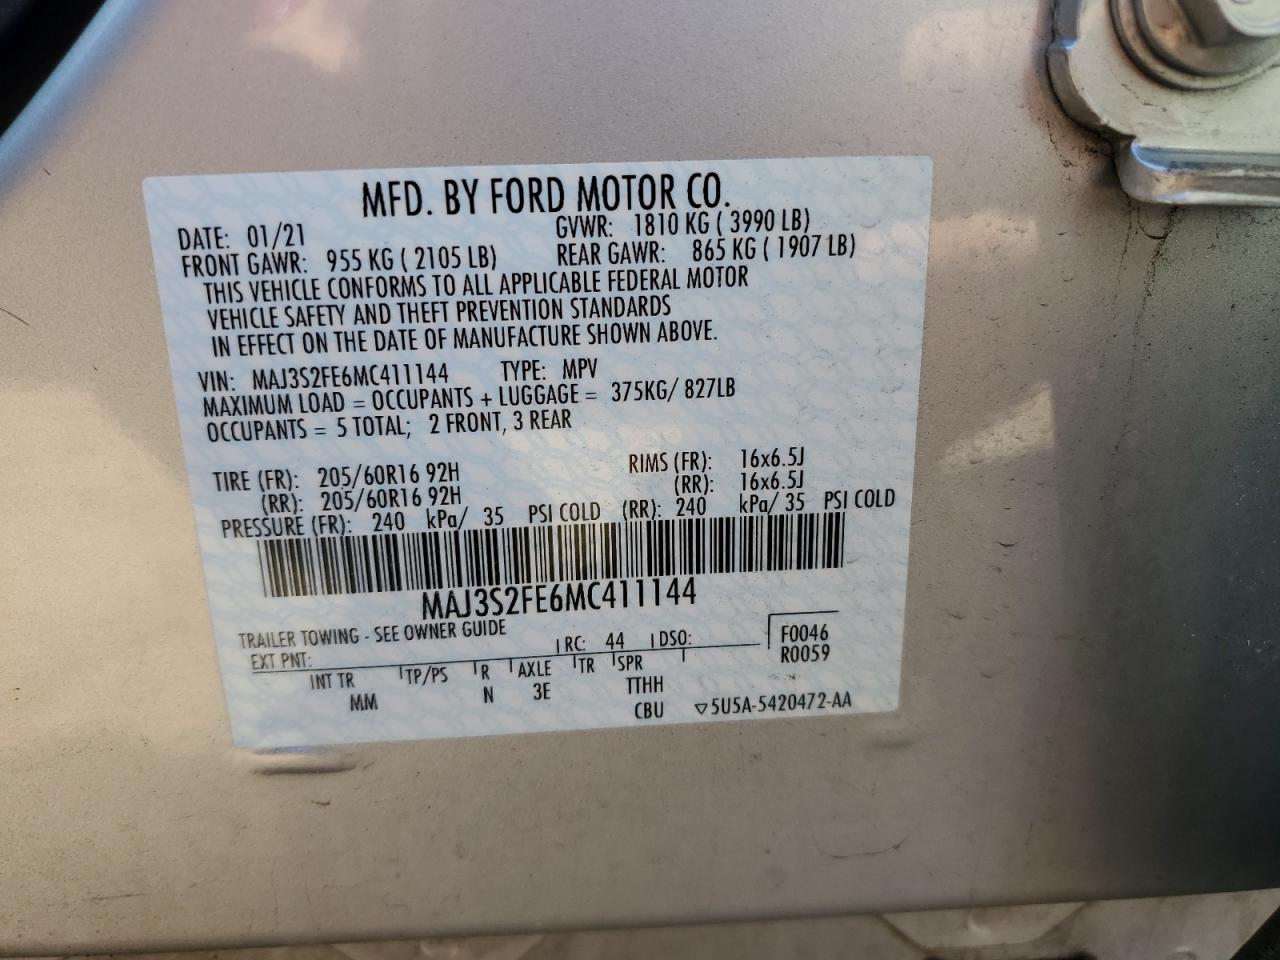 MFD. BY FORD MOTOR CO.
DATE: 01/21 GVWR: 1810 KG ( 3990 LB)
FRONT GAWR: 955 KG ( 2105 LB) REAR GAWR: 865 KG ( 1907 LB)
THIS VEHICLE CONFORMS TO ALL APPLICABLE FEDERAL MOTOR
VEHICLE SAFETY AND THEFT PREVENTION STANDARDS
IN EFFECT ON THE DATE OF MANUFACTURE SHOWN ABOVE.
VIN: MAJ3S2FE6MC411144 TYPE: MPV
MAXIMUM LOAD = OCCUPANTS + LUGGAGE = 375KG/ 827LB
OCCUPANTS = 5 TOTAL; 2 FRONT, 3 REAR
TIRE (FR): 205/60R16 92H RIMS (FR): 16x6.5J
(RR): 205/60R16 92H (RR): 16x6.5J
PRESSURE (FR): 240 kPa/ 35 PSI COLD (RR): 240 kPa/ 35 PSI COLD
MAJ3S2FE6MC411144
TRAILER TOWING - SEE OWNER GUIDE
EXT PNT: RC: 44 DSO: F0046
R0059
INT TR TP/PS R AXLE TR SPR
MM N 3E TTHH
CBU ▽5U5A-5420472-AA